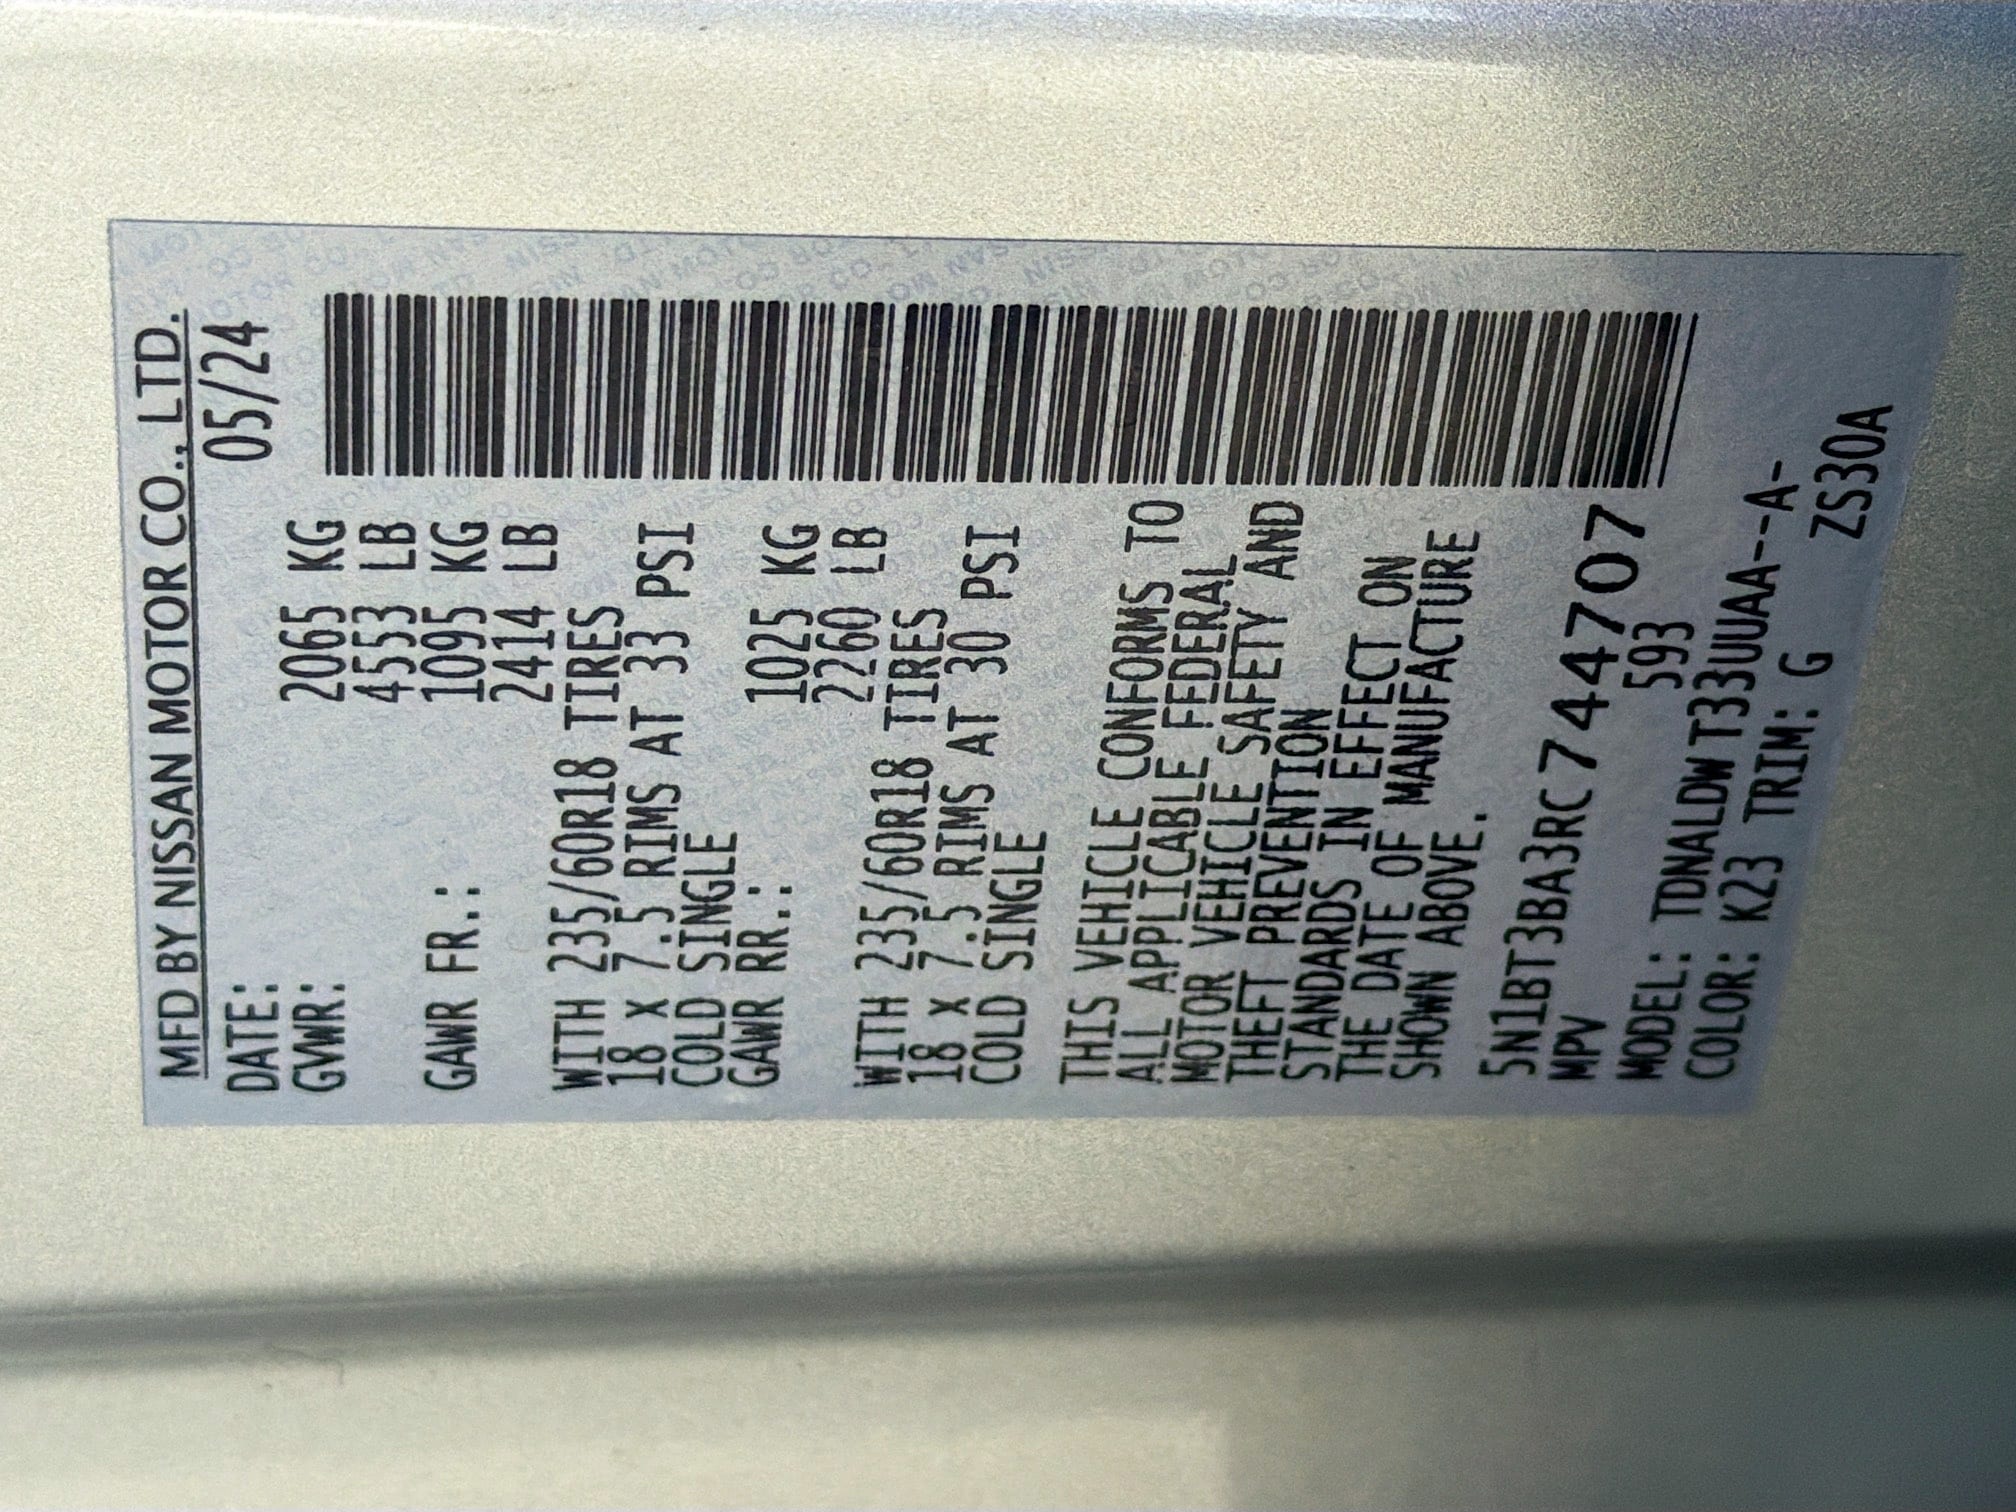 MFD BY NISSAN MOTOR CO., LTD.
DATE: 05/24
GVWR: 2065 KG
4553 LB
GAWR FR.: 1095 KG
2414 LB
WITH 235/60R18 TIRES
18 X 7.5 RIMS AT 33 PSI
COLD SINGLE
GAWR RR.: 1025 KG
2260 LB
WITH 235/60R18 TIRES
18 X 7.5 RIMS AT 30 PSI
COLD SINGLE
THIS VEHICLE CONFORMS TO
ALL APPLICABLE FEDERAL
MOTOR VEHICLE SAFETY AND
THEFT PREVENTION
STANDARDS IN EFFECT ON
THE DATE OF MANUFACTURE
SHOWN ABOVE.
5N1BT3BA3RC744707
MPV 593
MODEL: TDNALDWT33UUAA--A-
COLOR: K23 TRIM: G ZS30A